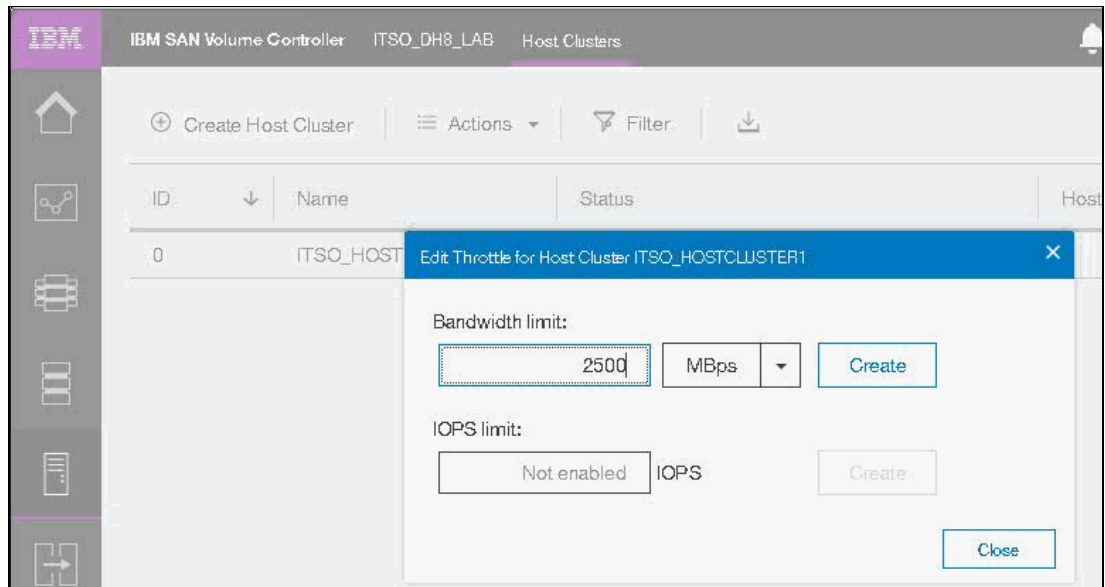 IBM IBM SAN Volume Controller ITSO_DH8_LAB Host Clusters
Create Host Cluster Actions Filter
ID Name Status Host
0 ITSO_HOST
Edit Throttle for Host Cluster ITSO_HOSTCLUSTER1
Bandwidth limit:
2500 MBps Create
IOPS limit:
Not enabled IOPS Create
Close